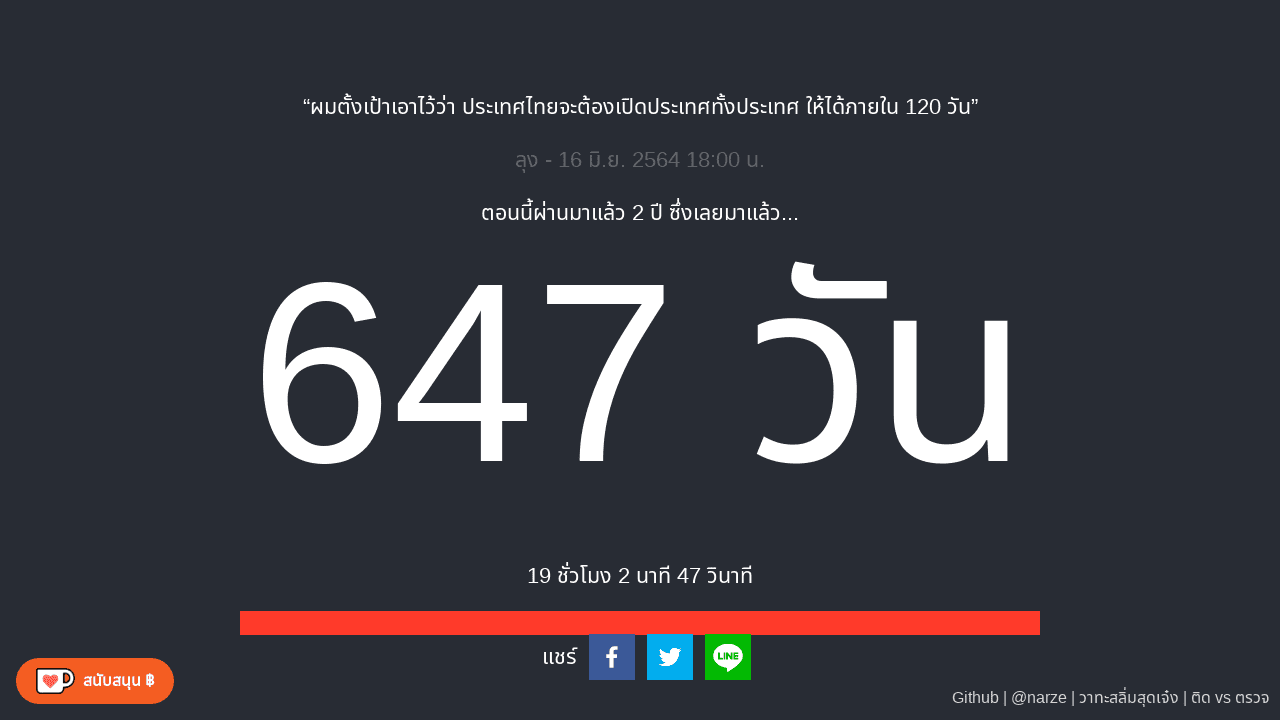 “ผมตั้งเป้าเอาไว้ว่า ประเทศไทยจะต้องเปิดประเทศทั้งประเทศ ให้ได้ภายใน 120 วัน”
ลุง - 16 มิ.ย. 2564 18:00 น.
ตอนนี้ผ่านมาแล้ว 2 ปี ซึ่งเลยมาแล้ว...
647 วัน
19 ชั่วโมง 2 นาที 47 วินาที
แชร์
LINE
สนับสนุน ฿
Github | @narze | วาทะสลิ่มสุดเจ๋ง | ติด vs ตรวจ